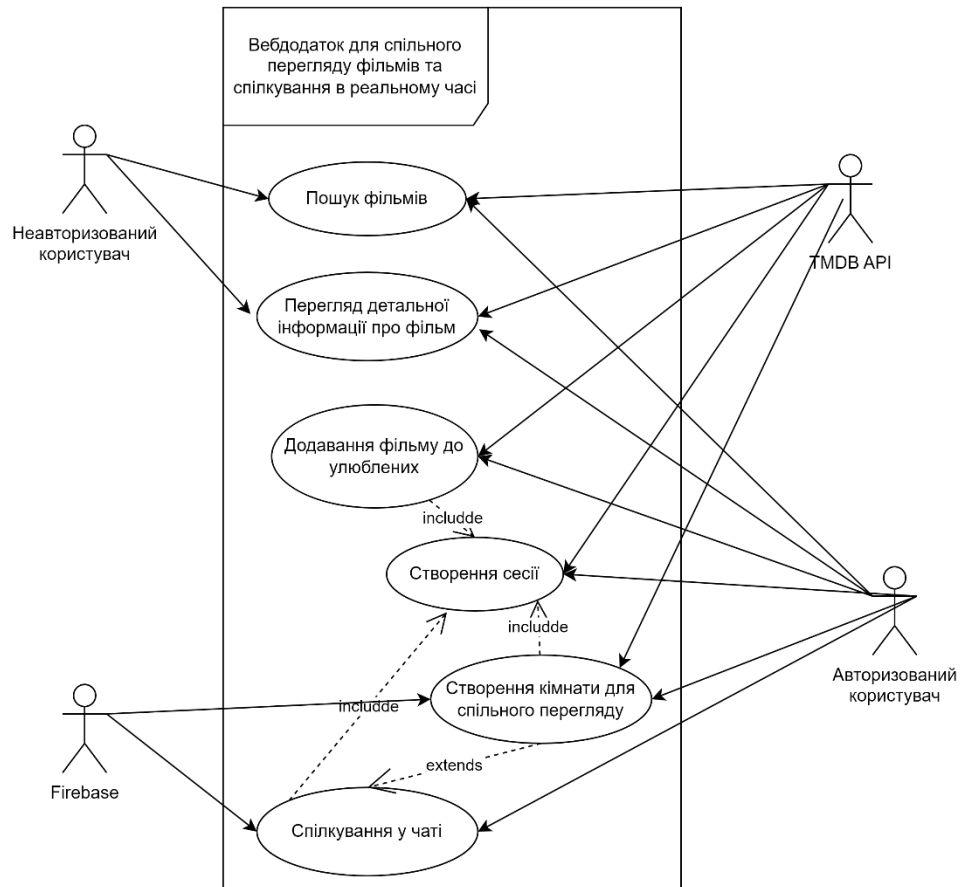 Вебдодаток для спільного
перегляду фільмів та
спілкування в реальному часі
Неавторизований
користувач
Пошук фільмів
TMDB API
Перегляд детальної
інформації про фільм
Додавання фільму до
улюблених
includde
Створення сесії
includde
Створення кімнати для
спільного перегляду
Авторизований
користувач
includde
Firebase
extends
Спілкування у чаті